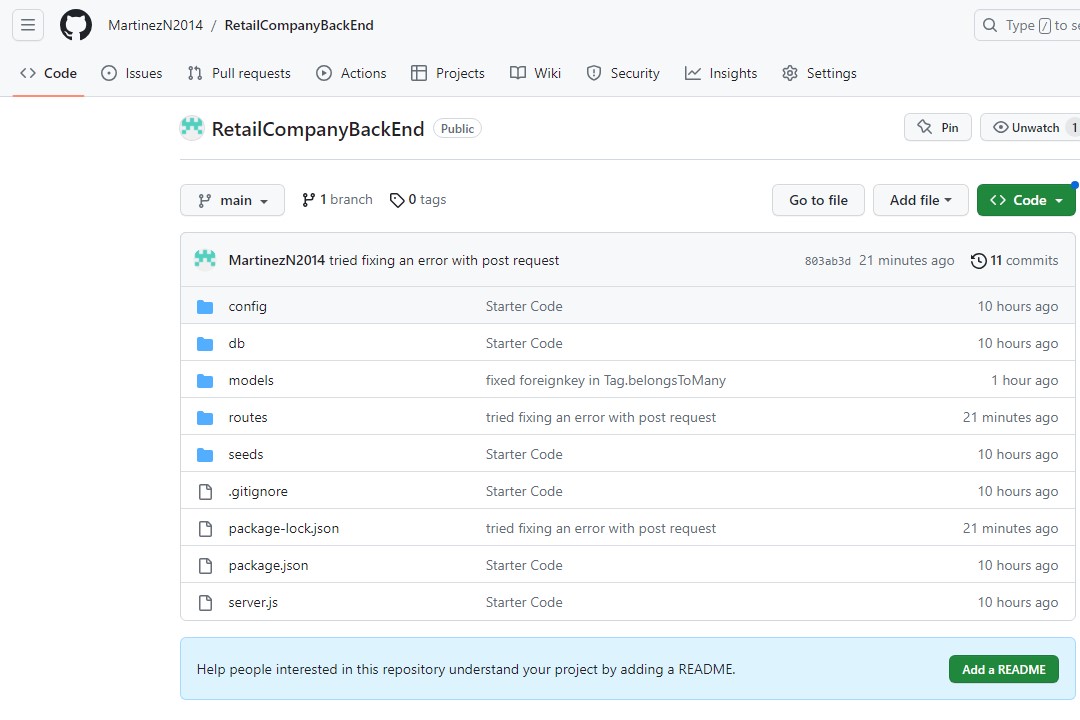 MartinezN2014 / RetailCompanyBackEnd
Type / to se
Code Issues Pull requests Actions Projects Wiki Security Insights Settings
RetailCompanyBackEnd Public Pin Unwatch 1
main 1 branch 0 tags Go to file Add file Code
MartinezN2014 tried fixing an error with post request 803ab3d 21 minutes ago 11 commits
config Starter Code 10 hours ago
db Starter Code 10 hours ago
models fixed foreignkey in Tag.belongsToMany 1 hour ago
routes tried fixing an error with post request 21 minutes ago
seeds Starter Code 10 hours ago
.gitignore Starter Code 10 hours ago
package-lock.json tried fixing an error with post request 21 minutes ago
package.json Starter Code 10 hours ago
server.js Starter Code 10 hours ago
Help people interested in this repository understand your project by adding a README. Add a README